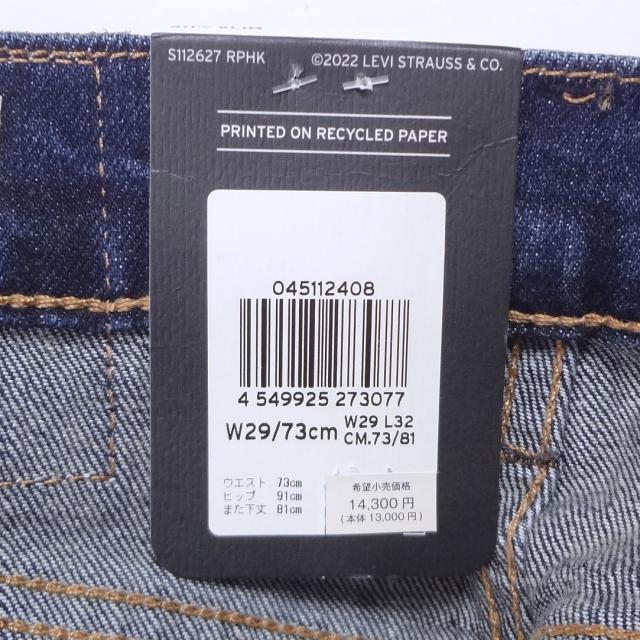 S112627 RPHK ©2022 LEVI STRAUSS & CO.
PRINTED ON RECYCLED PAPER
045112408
4 549925 273077
W29/73cm W29 L32
CM.73/81
ウエスト 73cm
ヒップ 91cm
また下丈 81cm
希望小売価格
14,300円
(本体 13,000円)